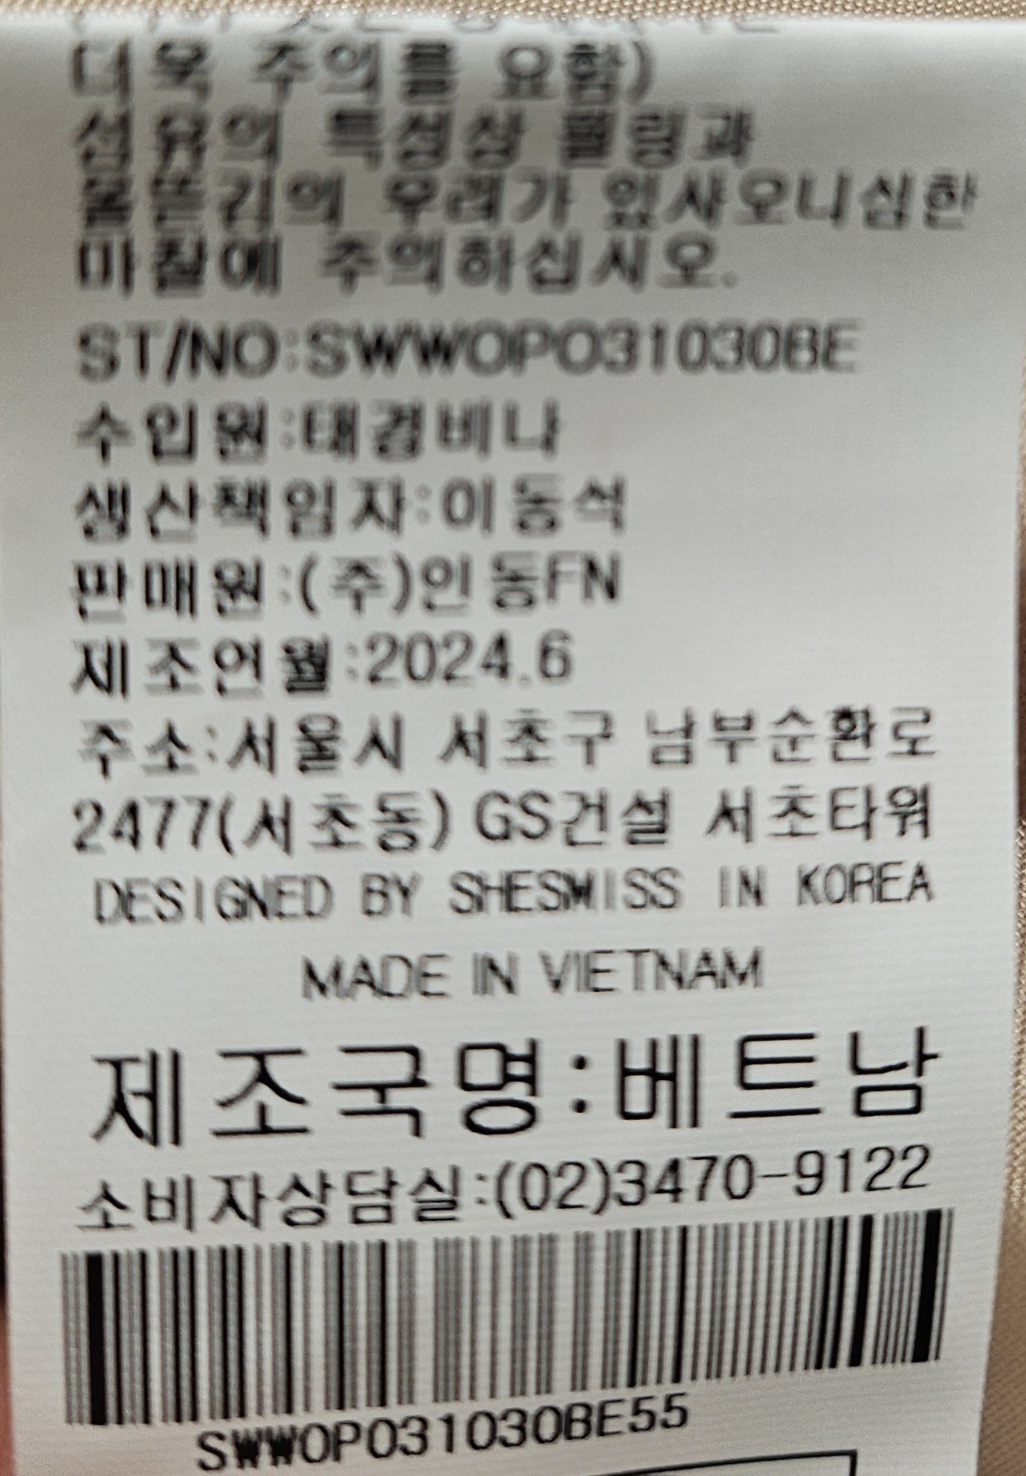 더욱 주의를 요함)
섬유의 특성상 필링과
올뜯김의 우려가 있사오니심한
마찰에 주의하십시오.
ST/NO:SWWOPO31030BE
수입원:태경비나
생산책임자:이동석
판매원:(주)인동FN
제조연월:2024.6
주소:서울시 서초구 남부순환로
2477(서초동) GS건설 서초타워
DESIGNED BY SHESMISS IN KOREA
MADE IN VIETNAM
제조국명:베트남
소비자상담실:(02)3470-9122
SWWOPO31030BE55